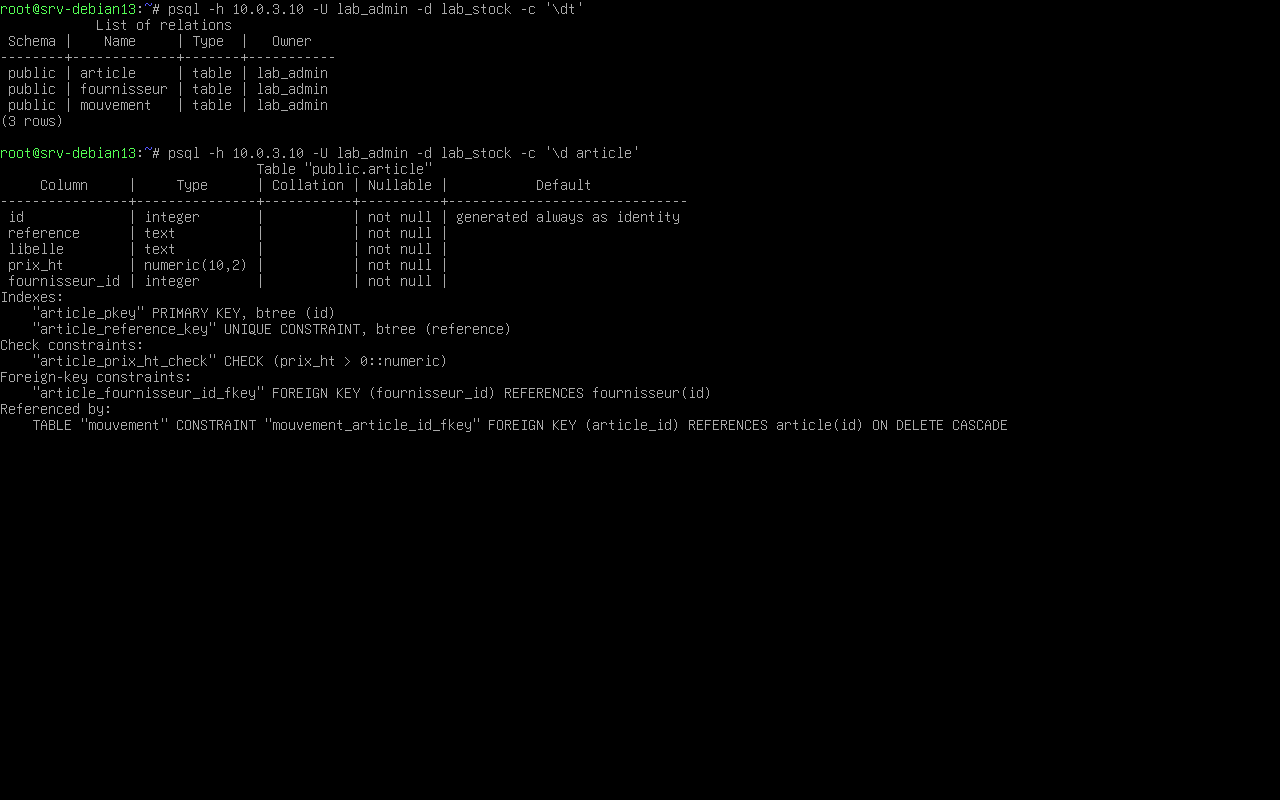 root@srv-debian13:~# psql -h 10.0.3.10 -U lab_admin -d lab_stock -c '\dt'
            List of relations
 Schema |    Name     | Type  |   Owner
--------+-------------+-------+-----------
 public | article     | table | lab_admin
 public | fournisseur | table | lab_admin
 public | mouvement   | table | lab_admin
(3 rows)

root@srv-debian13:~# psql -h 10.0.3.10 -U lab_admin -d lab_stock -c '\d article'
                                Table "public.article"
     Column     |     Type      | Collation | Nullable |           Default
----------------+---------------+-----------+----------+------------------------------
 id             | integer       |           | not null | generated always as identity
 reference      | text          |           | not null |
 libelle        | text          |           | not null |
 prix_ht        | numeric(10,2) |           | not null |
 fournisseur_id | integer       |           | not null |
Indexes:
    "article_pkey" PRIMARY KEY, btree (id)
    "article_reference_key" UNIQUE CONSTRAINT, btree (reference)
Check constraints:
    "article_prix_ht_check" CHECK (prix_ht > 0::numeric)
Foreign-key constraints:
    "article_fournisseur_id_fkey" FOREIGN KEY (fournisseur_id) REFERENCES fournisseur(id)
Referenced by:
    TABLE "mouvement" CONSTRAINT "mouvement_article_id_fkey" FOREIGN KEY (article_id) REFERENCES article(id) ON DELETE CASCADE